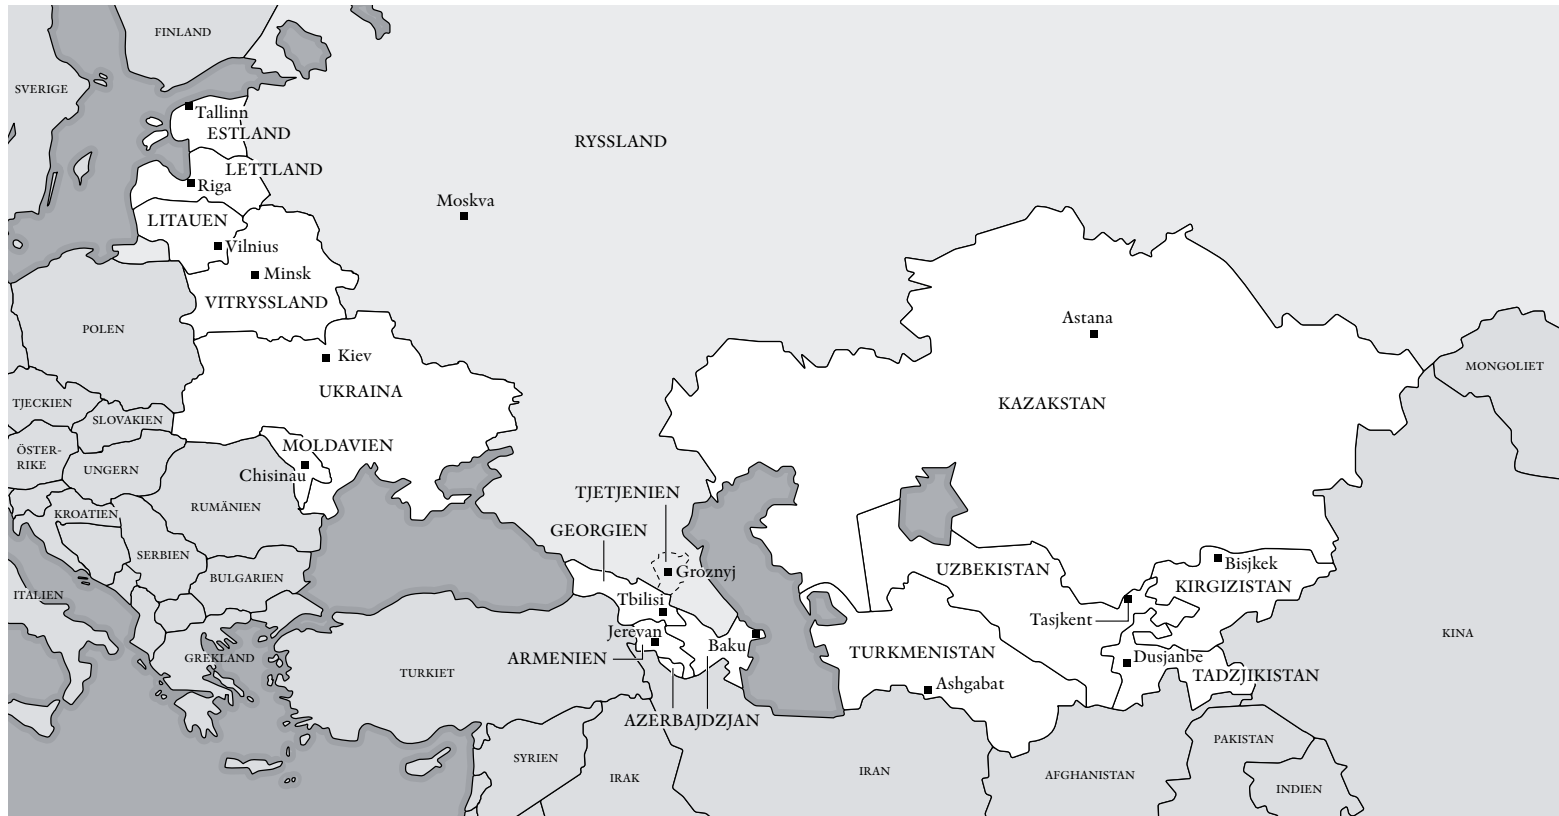 FINLAND
SVERIGE
Tallinn
ESTLAND
RYSSLAND
LETTLAND
Riga
Moskva
LITAUEN
Vilnius
Minsk
VITRYSSLAND
Astana
POLEN
Kiev
MONGOLIET
UKRAINA
TJECKIEN
KAZAKSTAN
SLOVAKIEN
MOLDAVIEN
ÖSTER-
RIKE
UNGERN
Chisinau
TJETJENIEN
RUMÄNIEN
KROATIEN
GEORGIEN
SERBIEN
Bisjkek
UZBEKISTAN
Groznyj
BULGARIEN
KIRGIZISTAN
ITALIEN
Tbilisi
Tasjkent
Jerevan
KINA
Baku
TURKMENISTAN
Dusjanbe
GREKLAND
ARMENIEN
TURKIET
TADZJIKISTAN
Ashgabat
AZERBAJDZJAN
PAKISTAN
SYRIEN
IRAN
AFGHANISTAN
IRAK
INDIEN